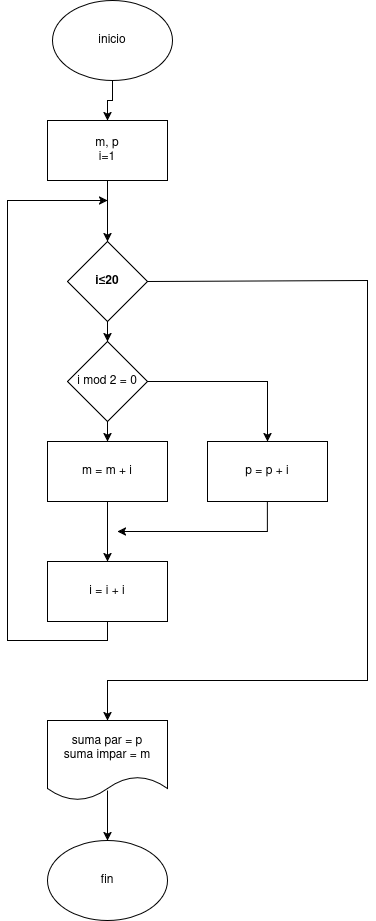 inicio
m, p
i=1
i≤20
i mod 2 = 0
m = m + i
p = p + i
i = i + i
suma par = p
suma impar = m
fin